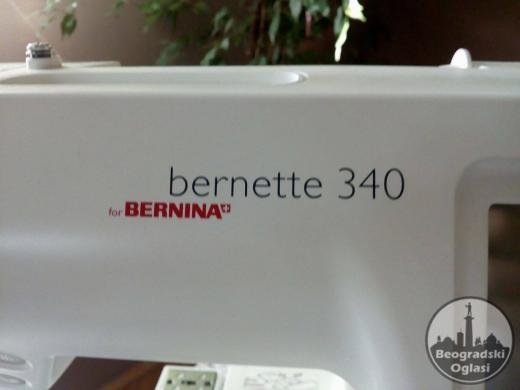 bernette 340
for BERNINA
Beogradski
Oglasi